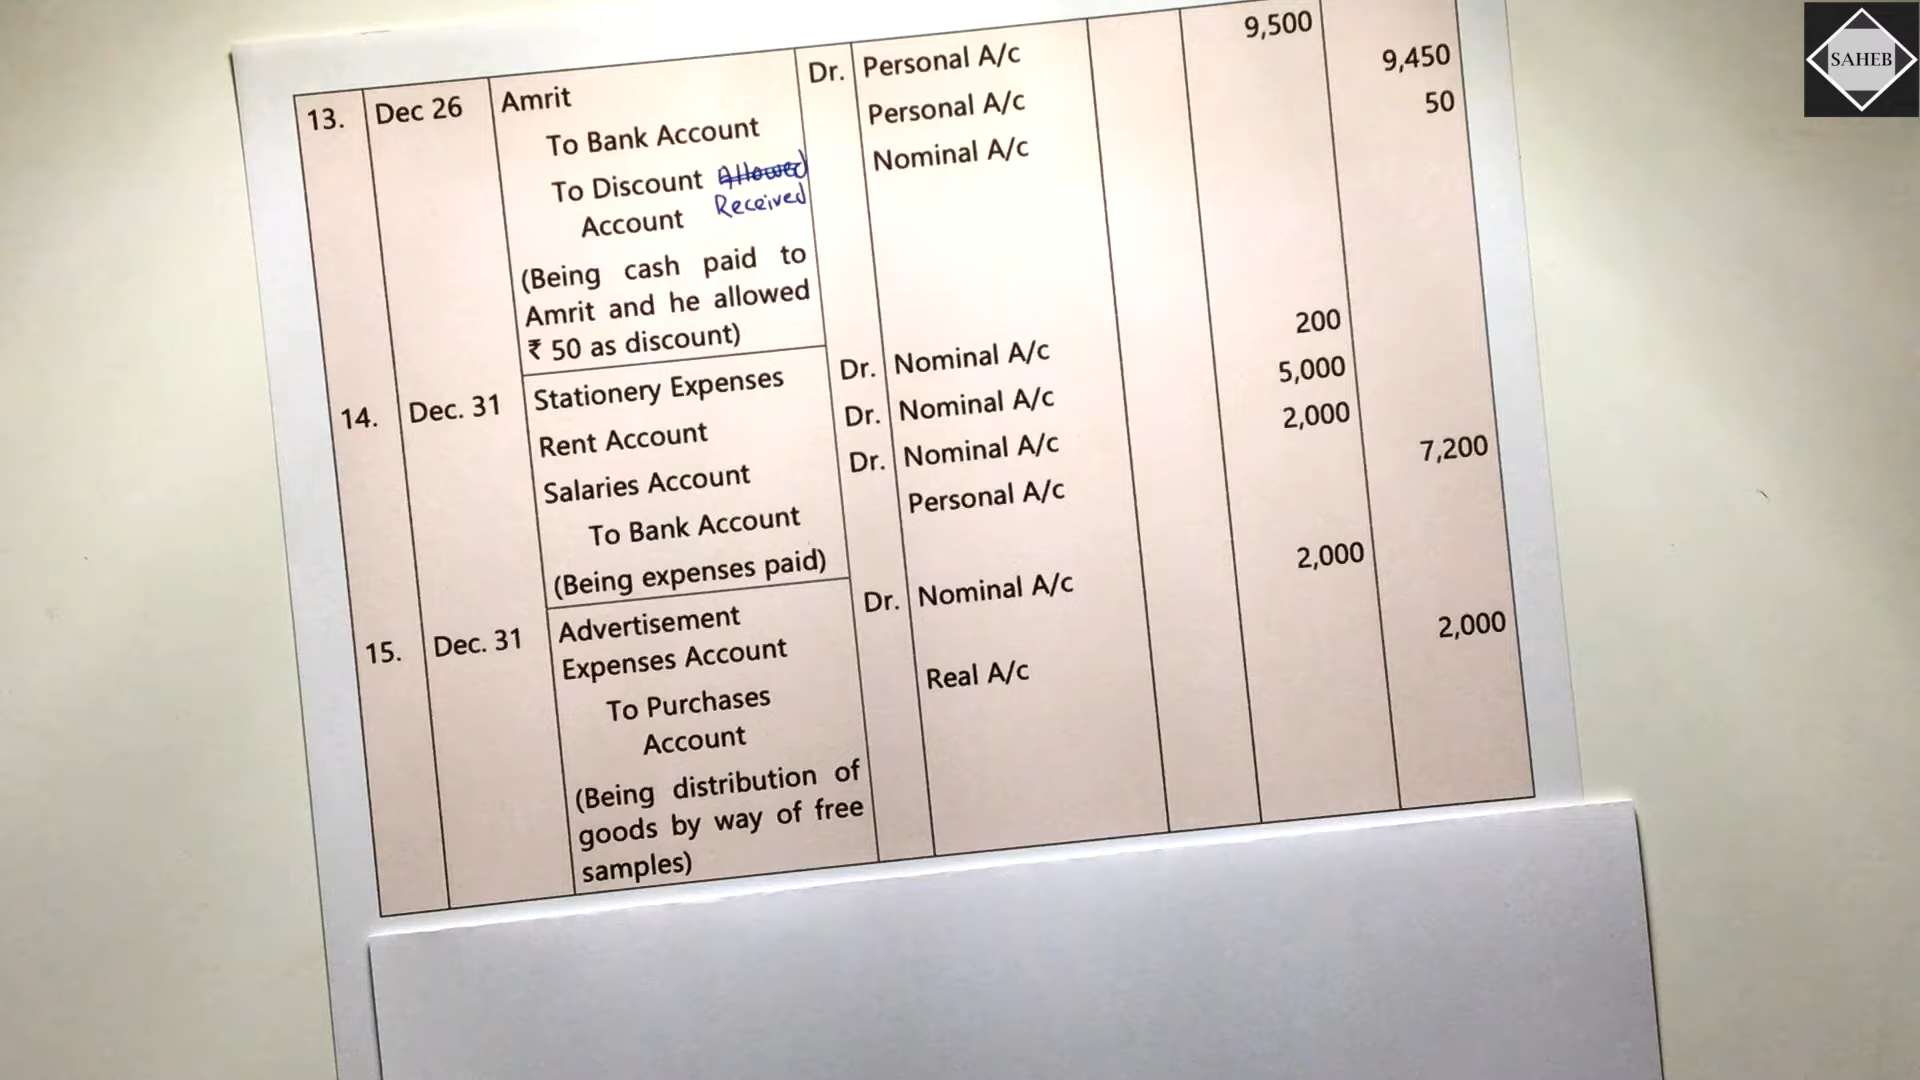 SAHEB
13. Dec 26 Amrit Dr. Personal A/c 9,500
To Bank Account Personal A/c 9,450
To Discount Allowed Nominal A/c 50
Received
Account
(Being cash paid to
Amrit and he allowed
₹ 50 as discount)
14. Dec. 31 Stationery Expenses Dr. Nominal A/c 200
Rent Account Dr. Nominal A/c 5,000
Salaries Account Dr. Nominal A/c 2,000
To Bank Account Personal A/c 7,200
(Being expenses paid)
15. Dec. 31 Advertisement Dr. Nominal A/c 2,000
Expenses Account
To Purchases Real A/c 2,000
Account
(Being distribution of
goods by way of free
samples)